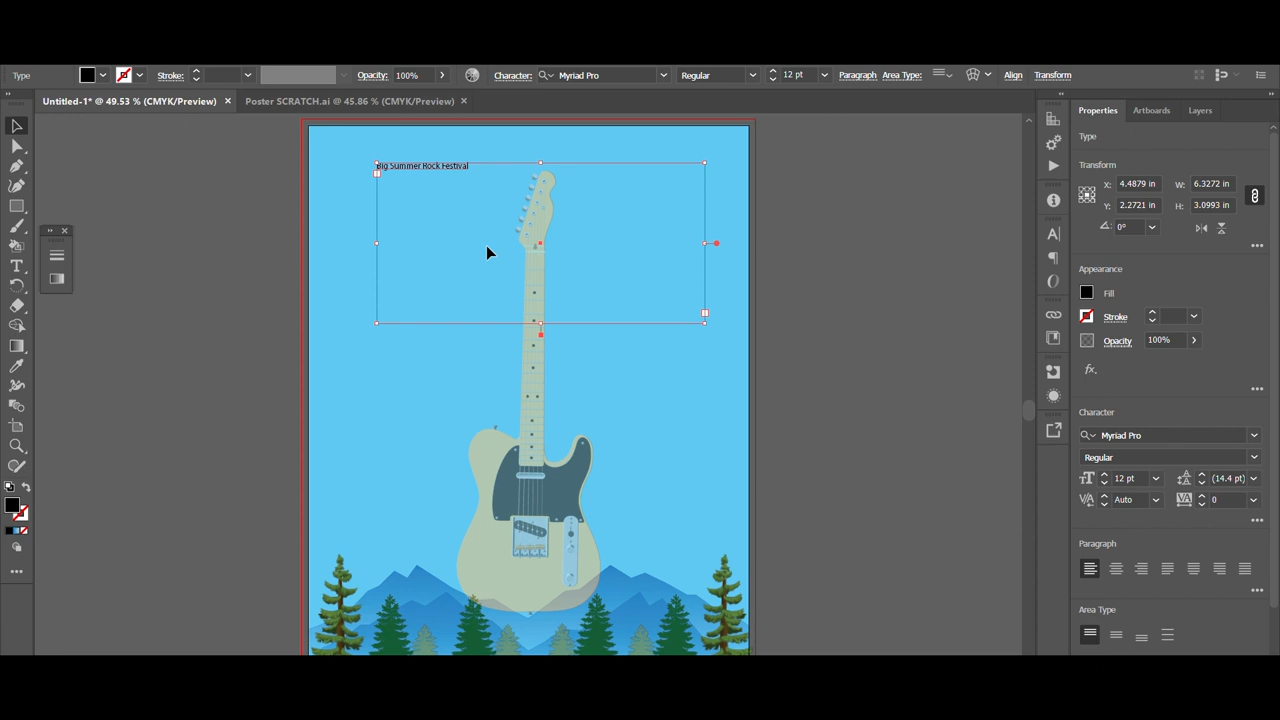 Type
Stroke:
Opacity: 100%
Character: Myriad Pro
Regular
12 pt
Paragraph
Area Type:
Align
Transform
Untitled-1* @ 49.53 % (CMYK/Preview)
Poster SCRATCH.ai @ 45.86 % (CMYK/Preview)
Big Summer Rock Festival
Properties
Artboards
Layers
Type
Transform
X: 4.4879 in W: 6.3272 in
Y: 2.2721 in H: 3.0993 in
0°
Appearance
Fill
Stroke
Opacity 100%
fx.
Character
Myriad Pro
Regular
12 pt (14.4 pt)
Auto 0
Paragraph
Area Type